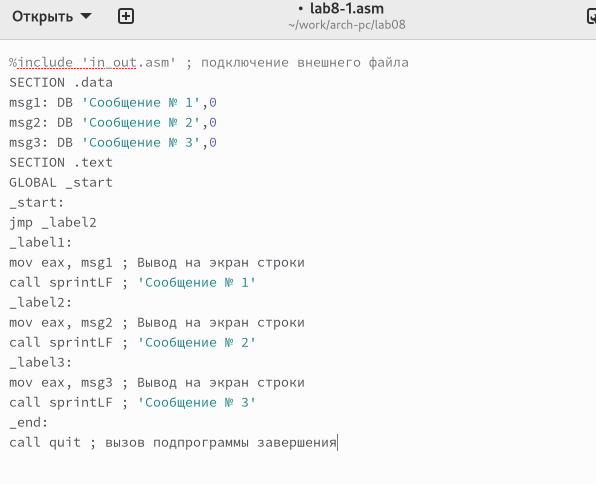 Открыть
• lab8-1.asm
~/work/arch-pc/lab08
%include 'in_out.asm' ; подключение внешнего файла
SECTION .data
msg1: DB 'Сообщение № 1',0
msg2: DB 'Сообщение № 2',0
msg3: DB 'Сообщение № 3',0
SECTION .text
GLOBAL _start
_start:
jmp _label2
_label1:
mov eax, msg1 ; Вывод на экран строки
call sprintLF ; 'Сообщение № 1'
_label2:
mov eax, msg2 ; Вывод на экран строки
call sprintLF ; 'Сообщение № 2'
_label3:
mov eax, msg3 ; Вывод на экран строки
call sprintLF ; 'Сообщение № 3'
_end:
call quit ; вызов подпрограммы завершения